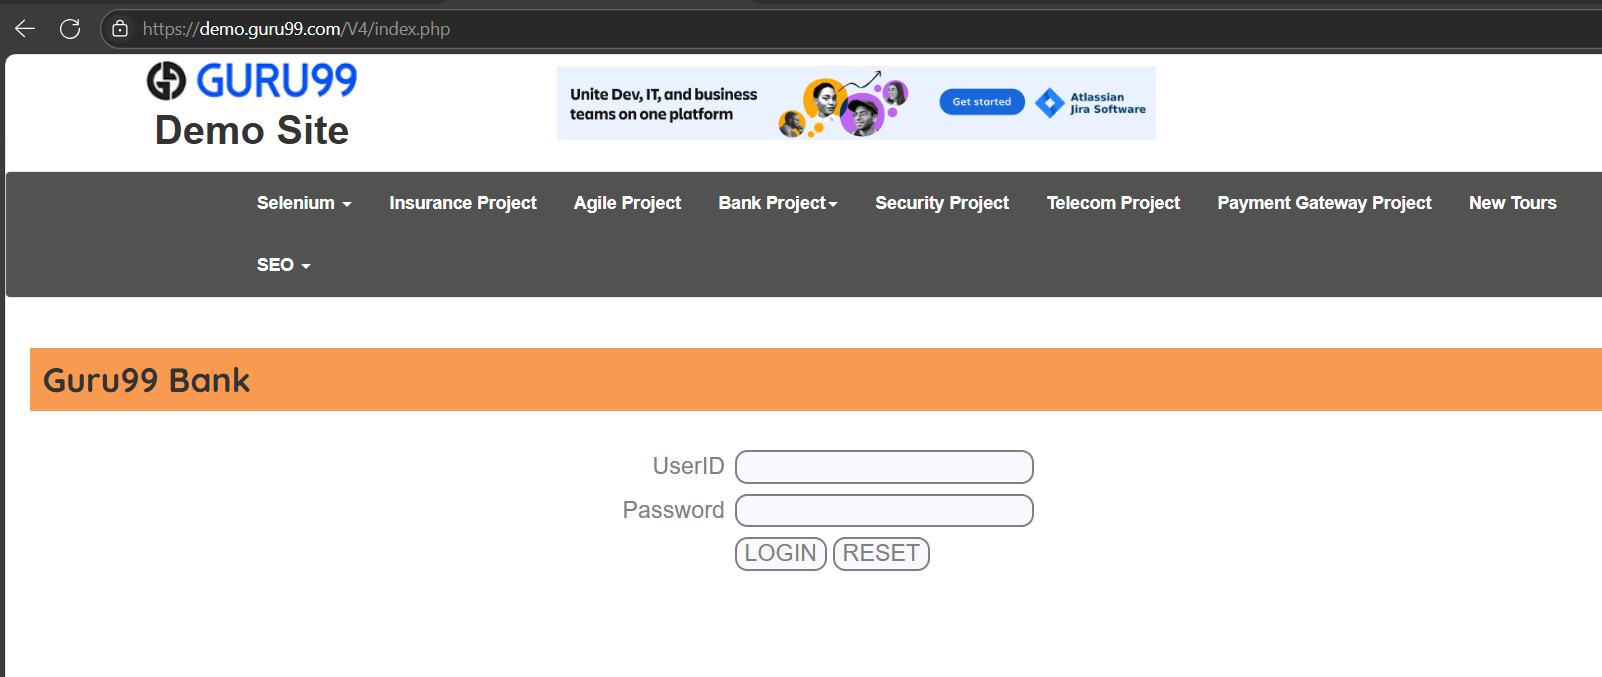 https://demo.guru99.com/V4/index.php
GURU99
Demo Site
Unite Dev, IT, and business
teams on one platform
Get started
Atlassian
Jira Software
Selenium
Insurance Project
Agile Project
Bank Project
Security Project
Telecom Project
Payment Gateway Project
New Tours
SEO
Guru99 Bank
UserID
Password
LOGIN RESET